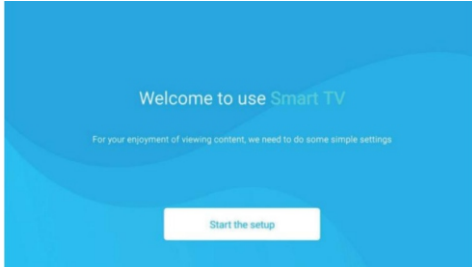 Welcome to use Smart TV
For your enjoyment of viewing content, we need to do some simple settings
Start the setup